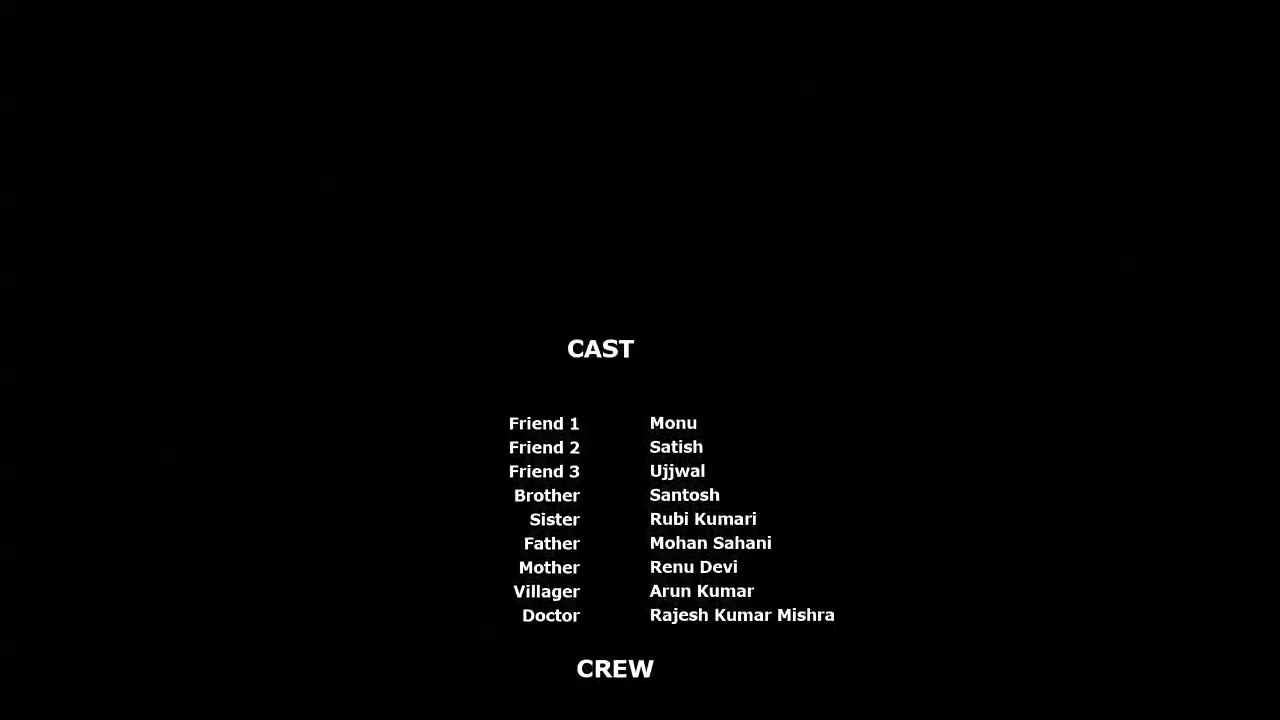 CAST
Friend 1 Monu
Friend 2 Satish
Friend 3 Ujjwal
Brother Santosh
Sister Rubi Kumari
Father Mohan Sahani
Mother Renu Devi
Villager Arun Kumar
Doctor Rajesh Kumar Mishra
CREW